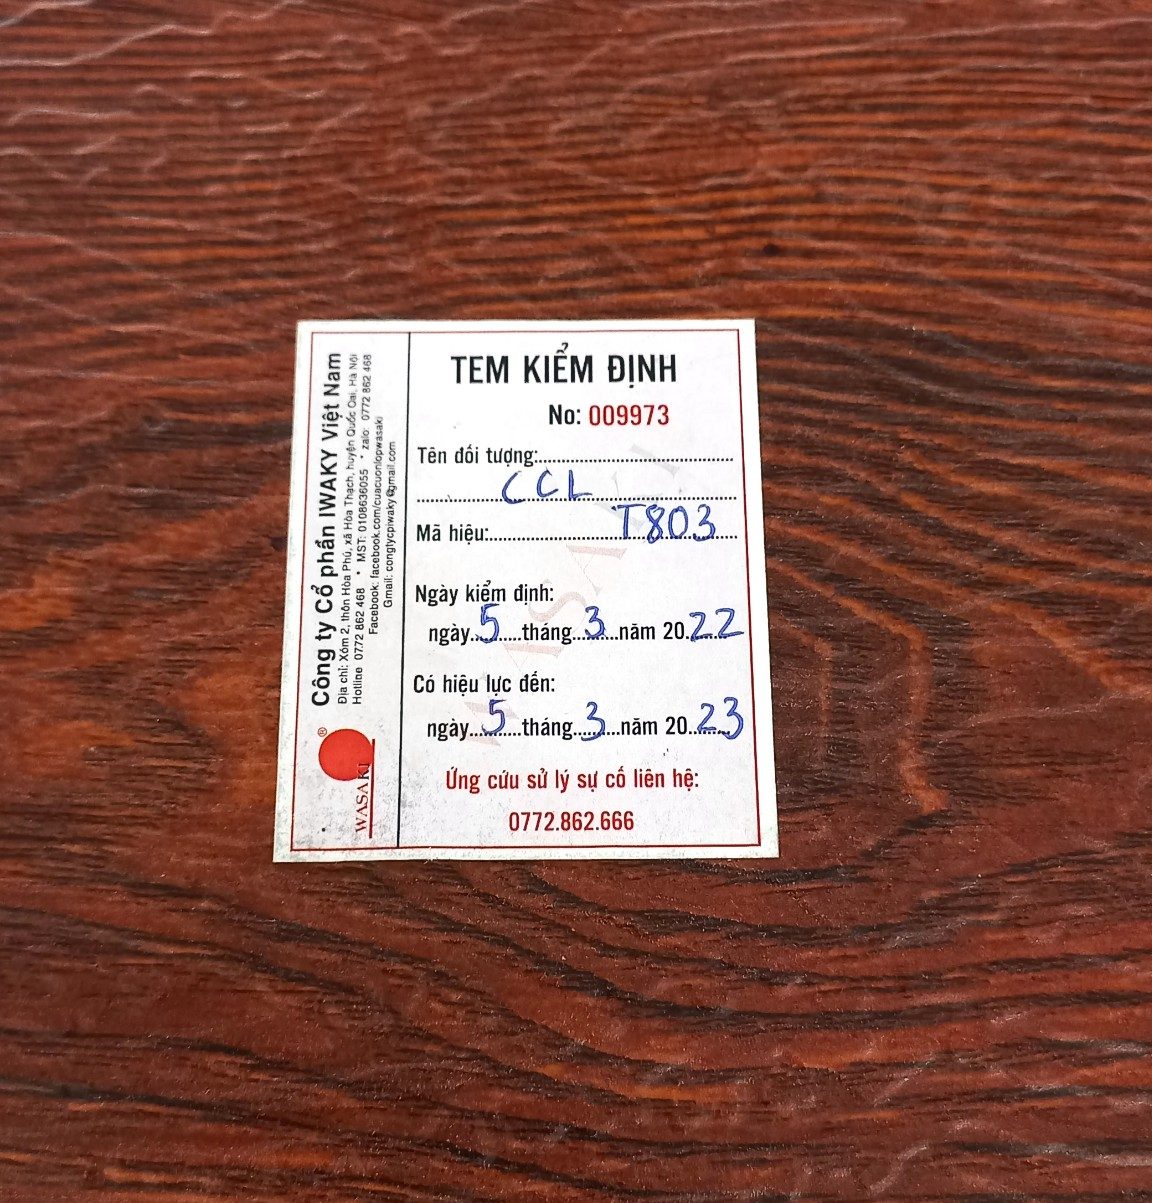 Công ty Cổ phần IWAKY Việt Nam
Địa chỉ: Xóm 2, thôn Hòa Phú, xã Hòa Thạch, huyện Quốc Oai, Hà Nội
Hotline 0772 862 468 * MST: 0108636055 * zalo: 0772 862 468
Facebook: facebook.com/cuacuonlopwasaki
Gmail: congtycpiwaky@gmail.com
®
WASAKI
TEM KIỂM ĐỊNH
No: 009973
Tên đối tượng:
CCL
Mã hiệu: T803
Ngày kiểm định:
ngày 5 tháng 3 năm 2022
Có hiệu lực đến:
ngày 5 tháng 3 năm 2023
Ứng cứu sử lý sự cố liên hệ:
0772.862.666
WASAKI